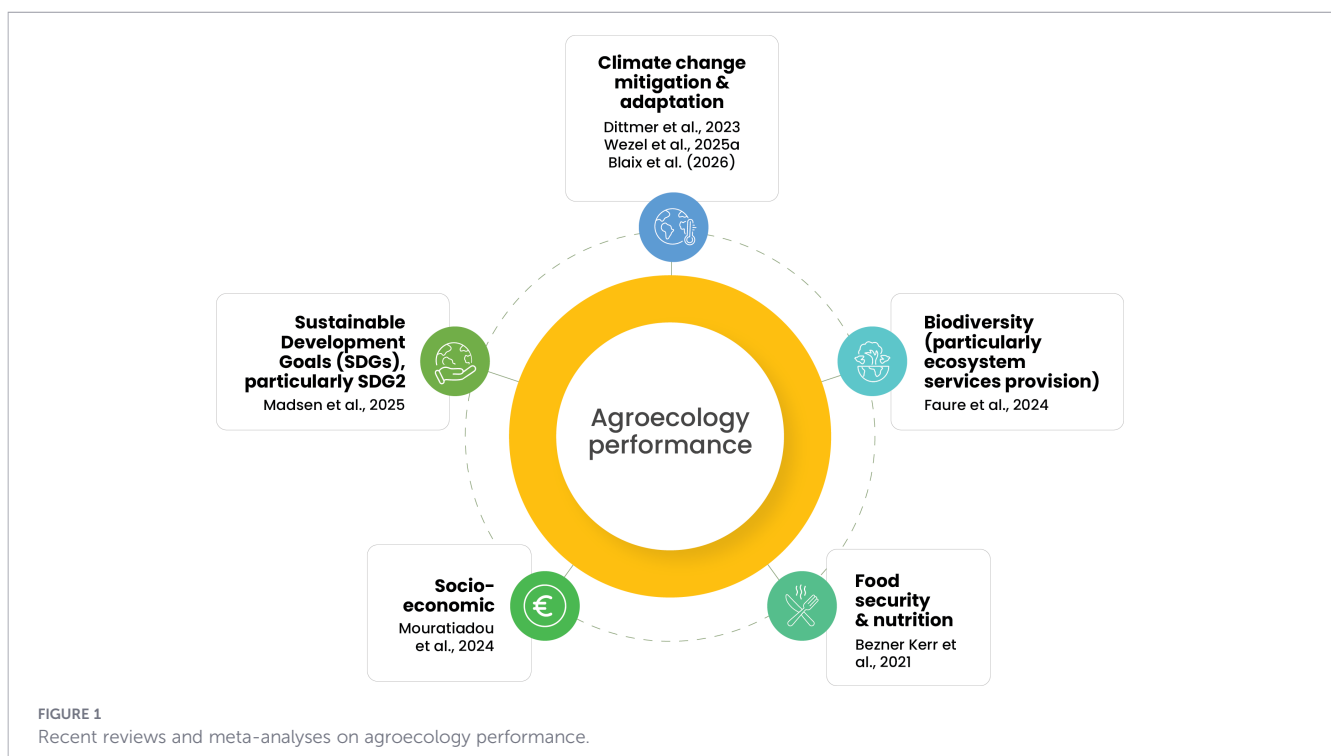 Climate change
mitigation &
adaptation
Dittmer et al., 2023
Wezel et al., 2025a
Blaix et al. (2026)
Sustainable
Development
Goals (SDGs),
particularly SDG2
Madsen et al., 2025
Biodiversity
(particularly
ecosystem
services provision)
Faure et al., 2024
Agroecology
performance
Socio-
economic
Mouratiadou
et al., 2024
€
Food
security
& nutrition
Bezner Kerr et
al., 2021
FIGURE 1
Recent reviews and meta-analyses on agroecology performance.